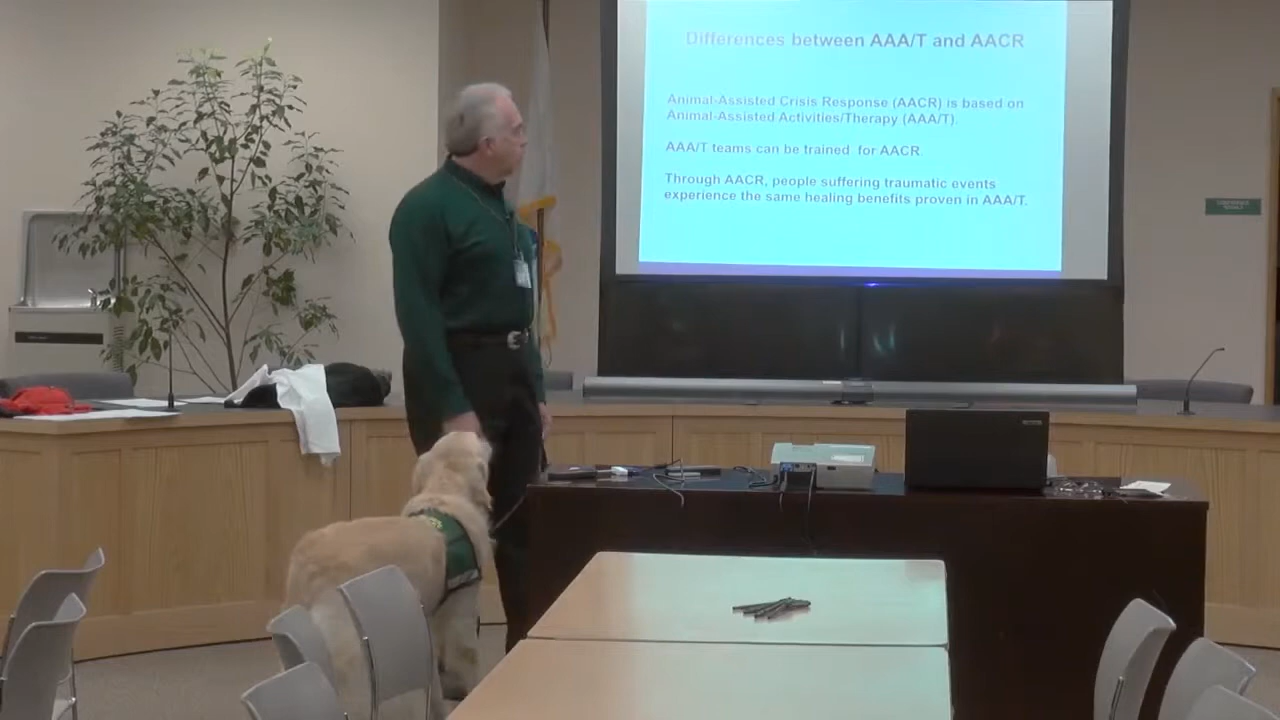 Differences between AAA/T and AACR
Animal-Assisted Crisis Response (AACR) is based on
Animal-Assisted Activities/Therapy (AAA/T).
AAA/T teams can be trained for AACR.
Through AACR, people suffering traumatic events
experience the same healing benefits proven in AAA/T.